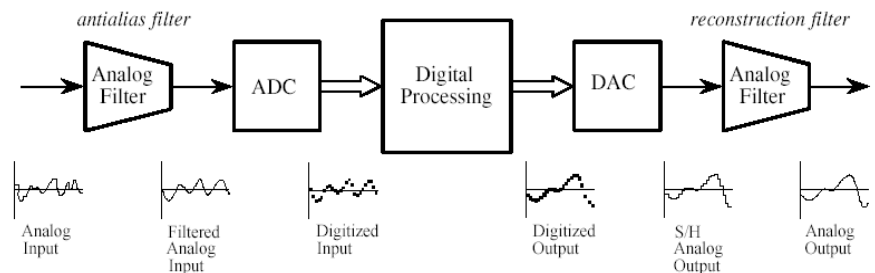 antialias filter
reconstruction filter
Analog
Filter
ADC
Digital
Processing
DAC
Analog
Filter
Analog
Input
Filtered
Analog
Input
Digitized
Input
Digitized
Output
S/H
Analog
Output
Analog
Output